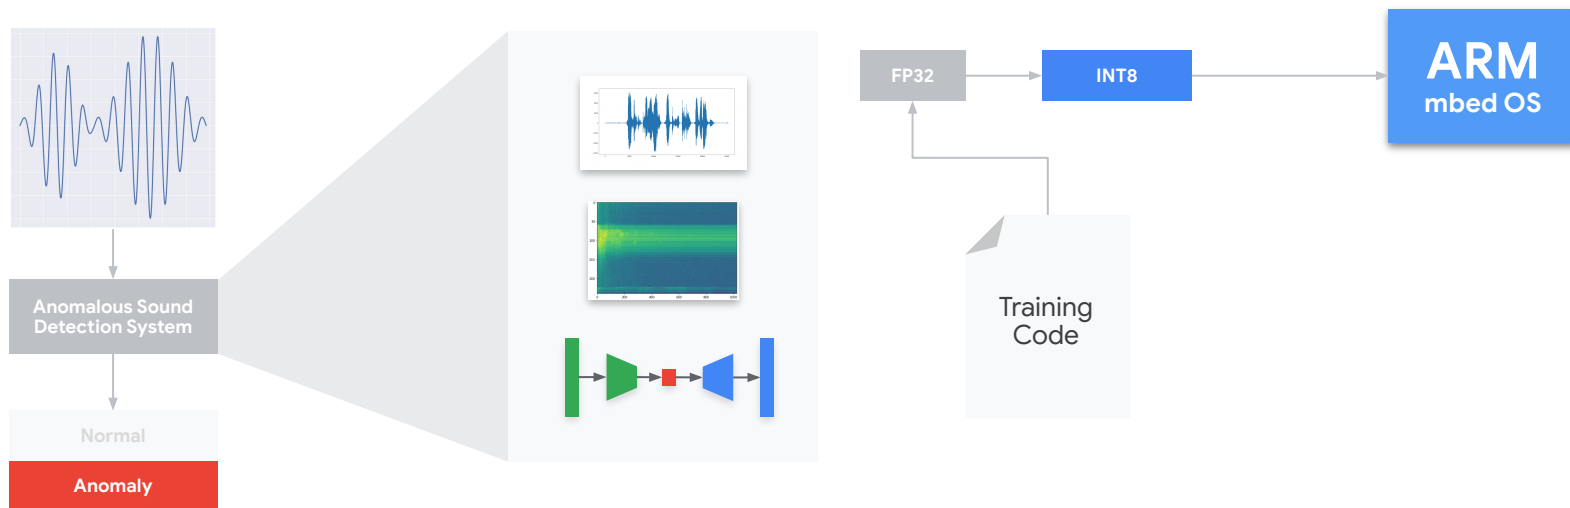 Anomalous Sound
Detection System
Normal
Anomaly
FP32
INT8
ARM
mbed OS
Training
Code